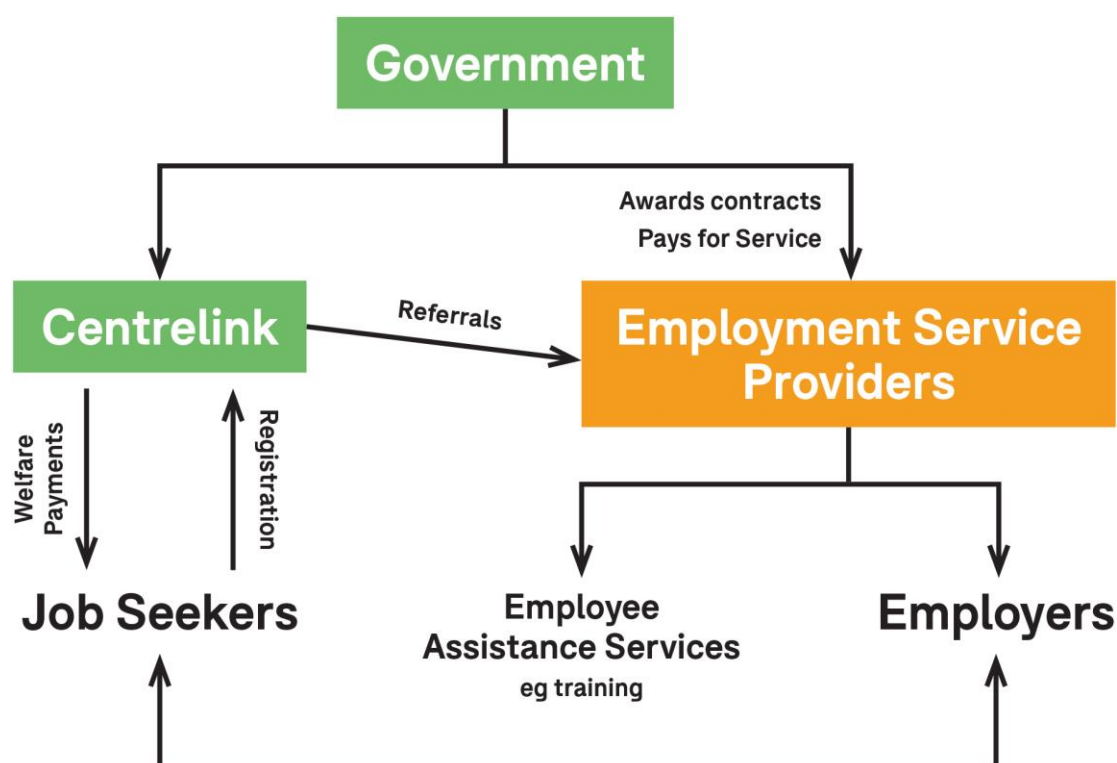 Government
Awards contracts
Pays for Service
Centrelink
Referrals
Employment Service
Providers
Welfare
Payments
Registration
Job Seekers
Employee
Assistance Services
eg training
Employers